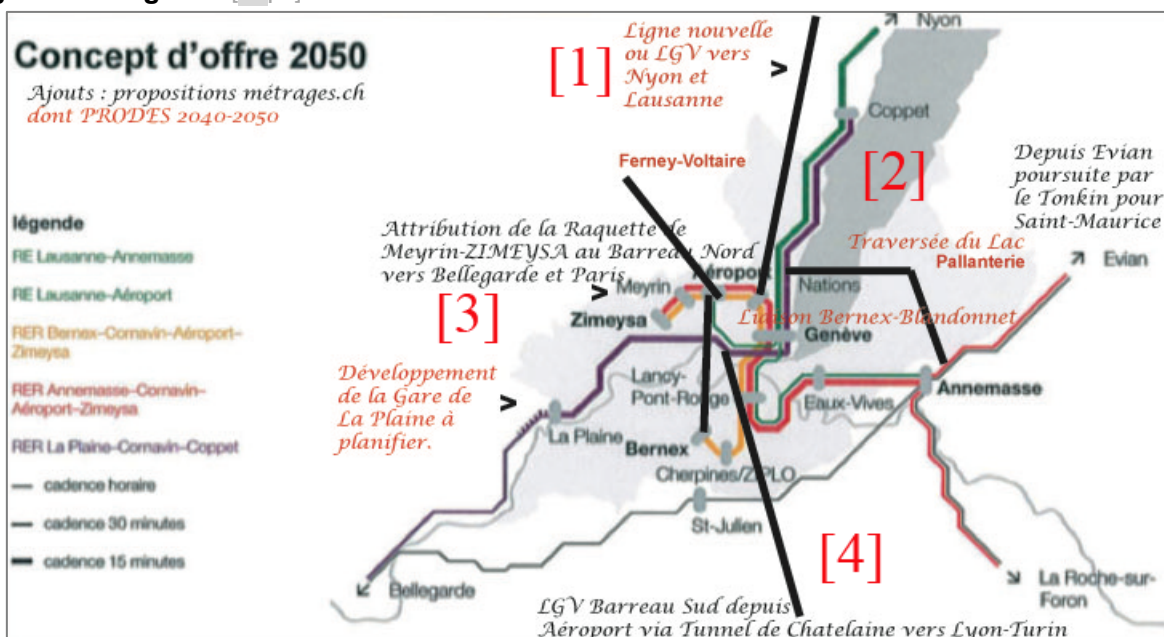 Concept d'offre 2050
Ajouts : propositions métrages.ch
dont PRODES 2040-2050
légende
RE Lausanne–Annemasse
RE Lausanne–Aéroport
RER Bernex–Cornavin–Aéroport–
Zimeysa
RER Annemasse–Cornavin–
Aéroport–Zimeysa
RER La Plaine–Cornavin–Coppet
cadence horaire
cadence 30 minutes
cadence 15 minutes
[1]
Ligne nouvelle
ou LGV vers
Nyon et
Lausanne
>
Nyon
Coppet
[2]
Ferney-Voltaire
Depuis Evian
poursuite par
le Tonkin pour
Saint-Maurice
Attribution de la Raquette de
Meyrin-ZIMEYSA au Barreau Nord
vers Bellegarde et Paris
>
Traversée du Lac
Pallanterie
Evian
Aéroport
Meyrin
Zimeysa
Nations
[3]
Liaison Bernex-Blandonnet
Genève
Développement
de la Gare de
La Plaine à
planifier.
>
Lancy-
Pont-Rouge
Eaux-Vives
Annemasse
La Plaine
Bernex
Cherpines/ZIPLO
St-Julien
[4]
Bellegarde
La Roche-sur-
Foron
LGV Barreau Sud depuis
Aéroport via Tunnel de Chatelaine vers Lyon-Turin